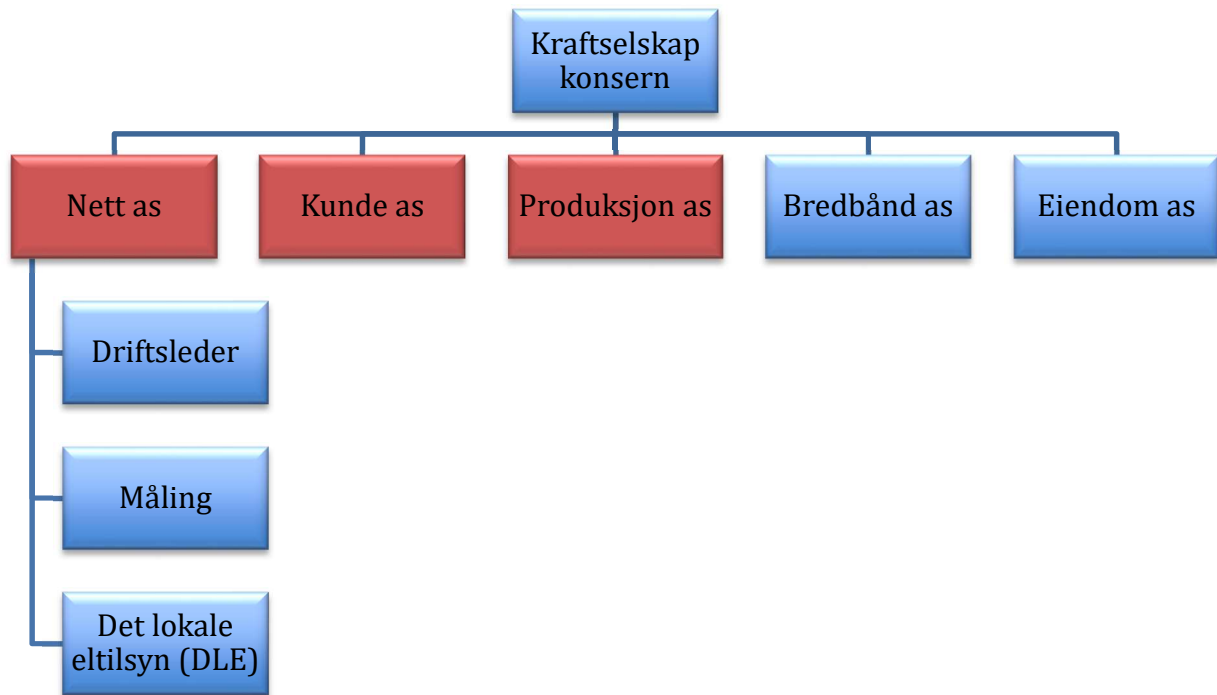 Kraftselskap
konsern
Nett as
Kunde as
Produksjon as
Bredbånd as
Eiendom as
Driftsleder
Måling
Det lokale
eltilsyn (DLE)